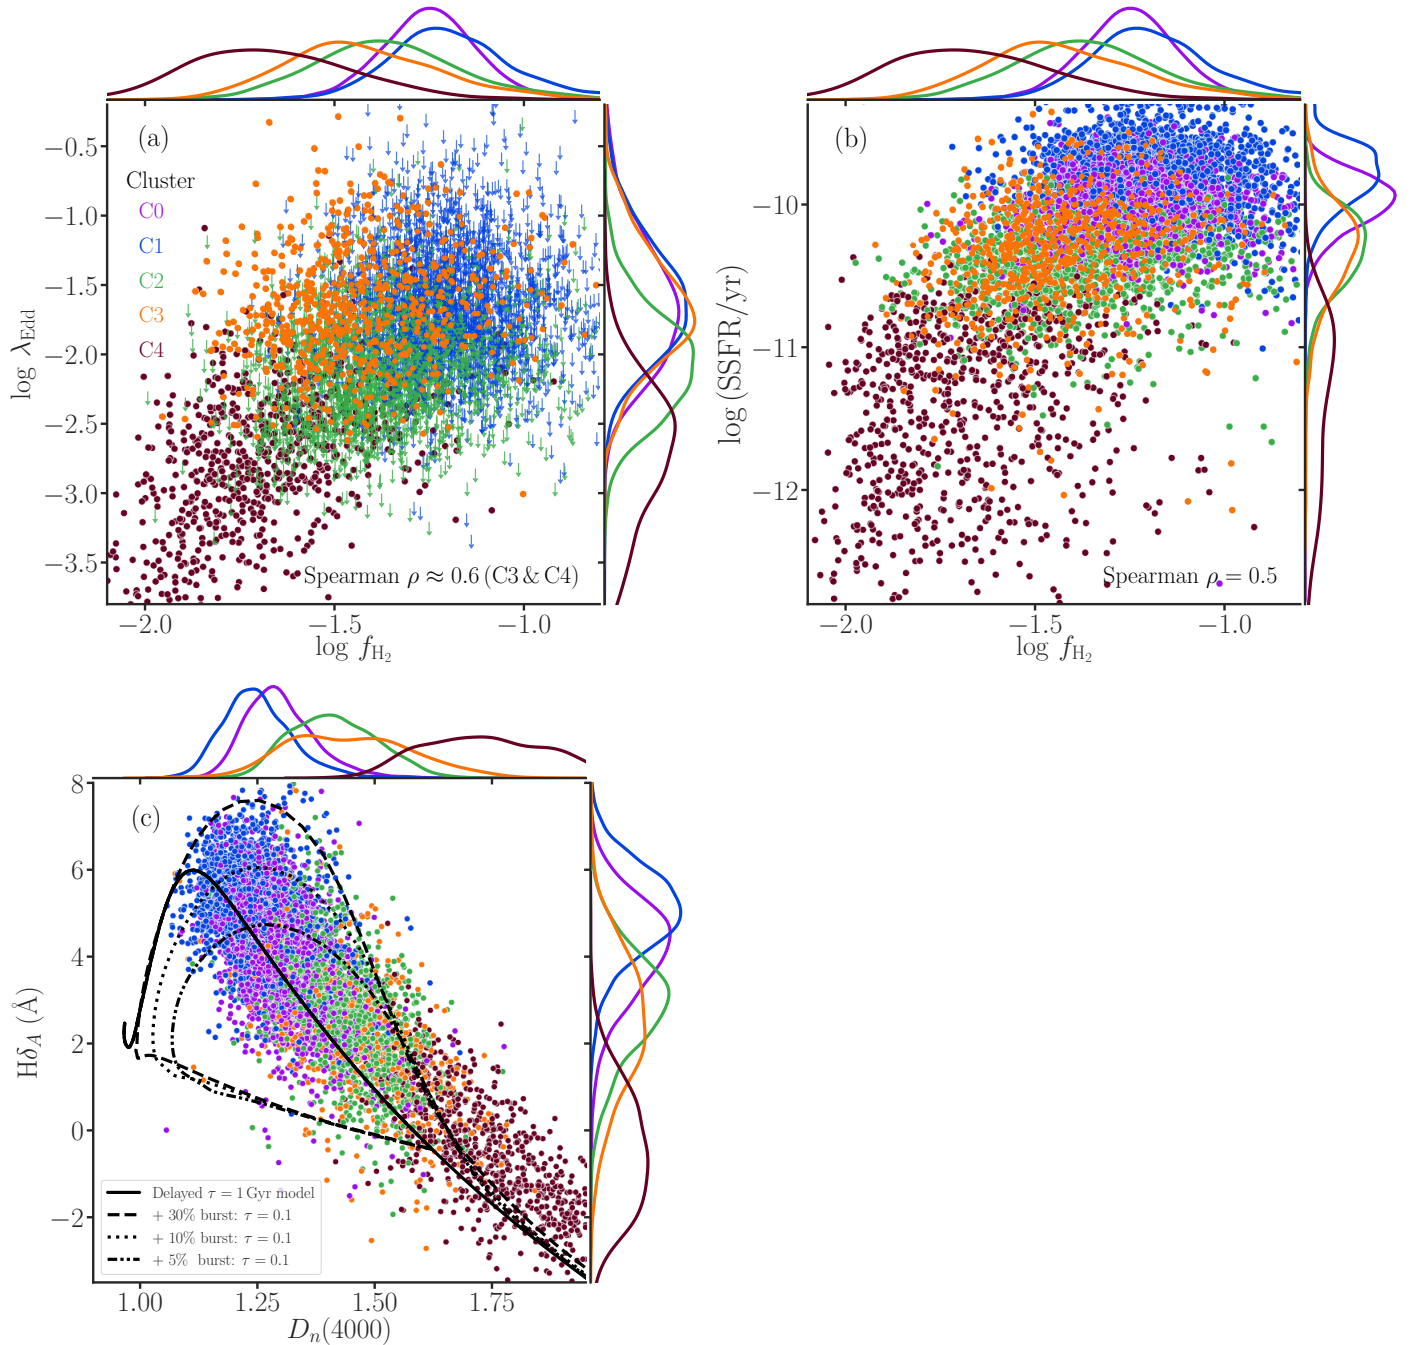 (a)
Cluster
C0
C1
C2
C3
C4
−0.5
−1.0
−1.5
−2.0
−2.5
−3.0
−3.5
log λ_Edd
Spearman ρ ≈ 0.6 (C3 & C4)
−2.0 −1.5 −1.0
log f_H₂
(b)
−10
−11
−12
log (SSFR/yr)
Spearman ρ = 0.5
−2.0 −1.5 −1.0
log f_H₂
(c)
8
6
4
2
0
−2
Hδ_A (Å)
Delayed τ = 1 Gyr model
+ 30% burst: τ = 0.1
+ 10% burst: τ = 0.1
+ 5% burst: τ = 0.1
1.00 1.25 1.50 1.75
D_n(4000)